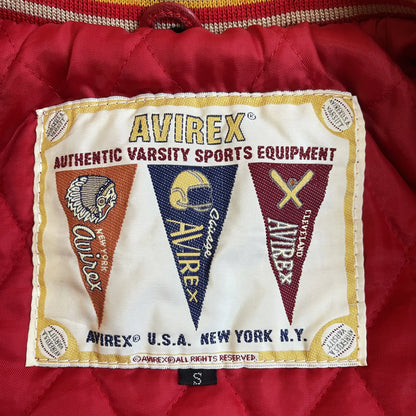 AVIREX®
AUTHENTIC VARSITY SPORTS EQUIPMENT
NEW YORK
Avirex
Chicago
AVIREX
CLEVELAND
AVIREX
AVIREX® U.S.A. NEW YORK N.Y.
©AVIREX® ALL RIGHTS RESERVED
S